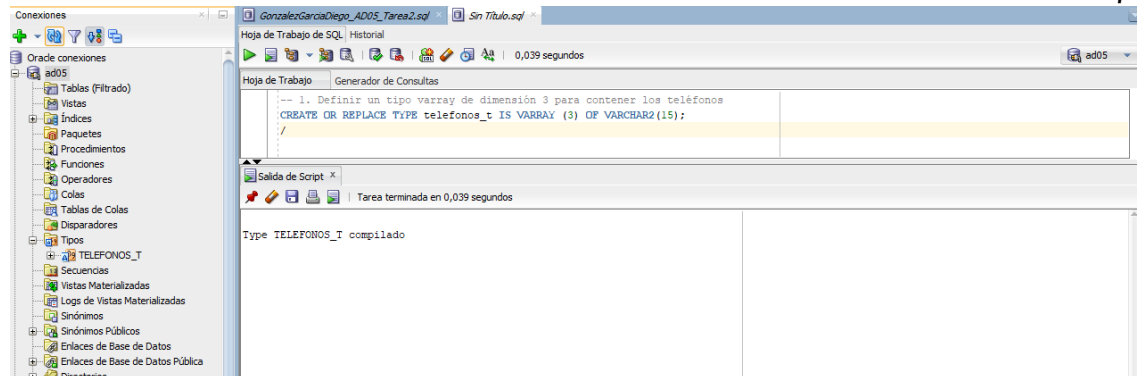 Conexiones
Oracle conexiones
ad05
Tablas (Filtrado)
Vistas
Índices
Paquetes
Procedimientos
Funciones
Operadores
Colas
Tablas de Colas
Disparadores
Tipos
TELEFONOS_T
Secuencias
Vistas Materializadas
Logs de Vistas Materializadas
Sinónimos
Sinónimos Públicos
Enlaces de Base de Datos
Enlaces de Base de Datos Pública
Directorios
GonzalezGarciaDiego_AD05_Tarea2.sql
Sin Título.sql
Hoja de Trabajo de SQL Historial
0,039 segundos
ad05
Hoja de Trabajo Generador de Consultas
-- 1. Definir un tipo varray de dimensión 3 para contener los teléfonos
CREATE OR REPLACE TYPE telefonos_t IS VARRAY (3) OF VARCHAR2(15);
/
Salida de Script
Tarea terminada en 0,039 segundos
Type TELEFONOS_T compilado